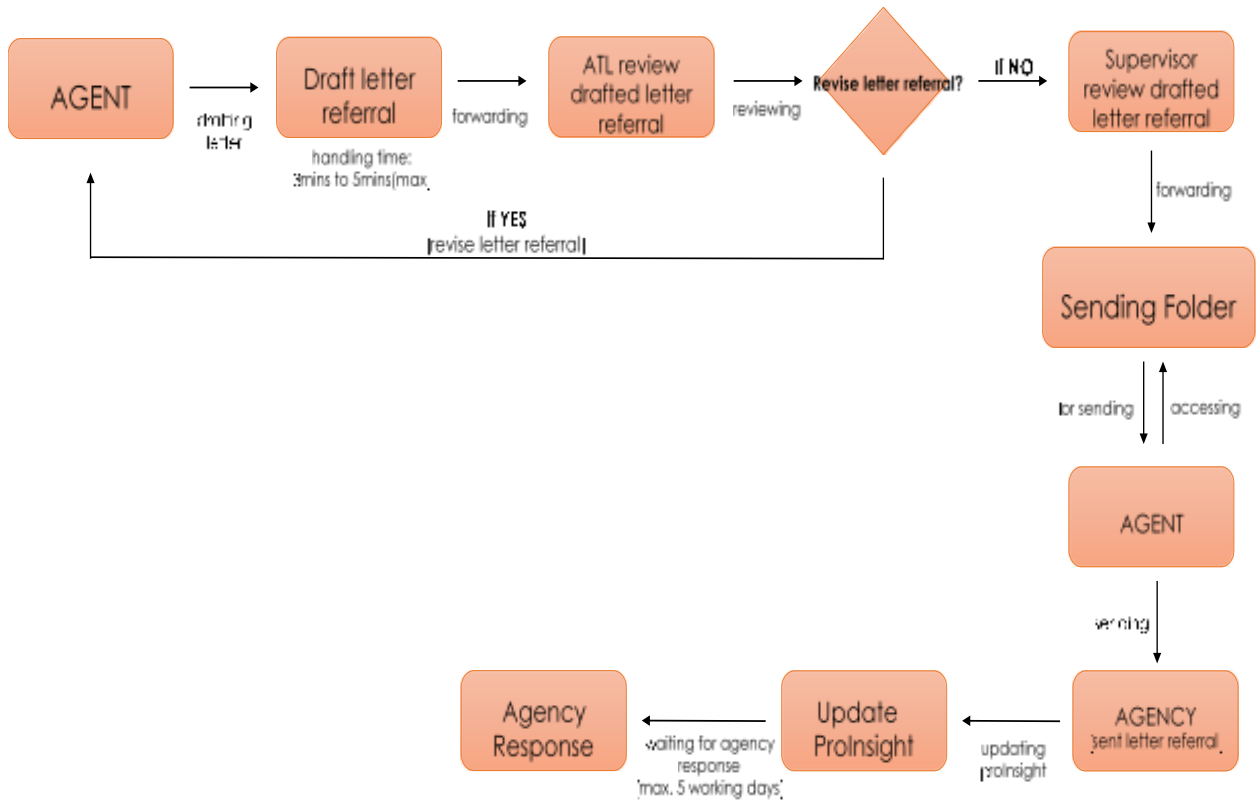 AGENT
drafting
letter
Draft letter
referral
handling time:
3mins to 5mins(max)
forwarding
ATL review
drafted letter
referral
reviewing
Revise letter referral?
If NO
Supervisor
review drafted
letter referral
If YES
(revise letter referral)
forwarding
Sending Folder
for sending
accessing
AGENT
sending
AGENCY
(sent letter referral)
updating
ProInsight
Update
ProInsight
waiting for agency
response
(max. 5 working days)
Agency
Response